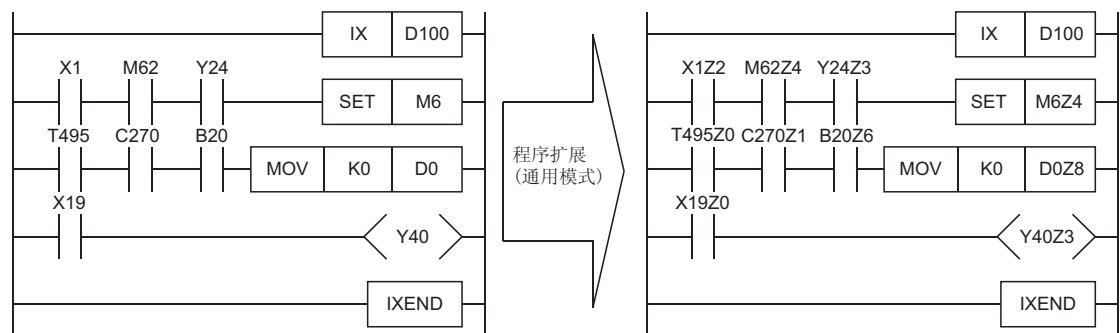 IX D100
X1 M62 Y24
SET M6
T495 C270 B20
MOV K0 D0
X19
Y40
IXEND
程序扩展
(通用模式)
IX D100
X1Z2 M62Z4 Y24Z3
SET M6Z4
T495Z0 C270Z1 B20Z6
MOV K0 D0Z8
X19Z0
Y40Z3
IXEND